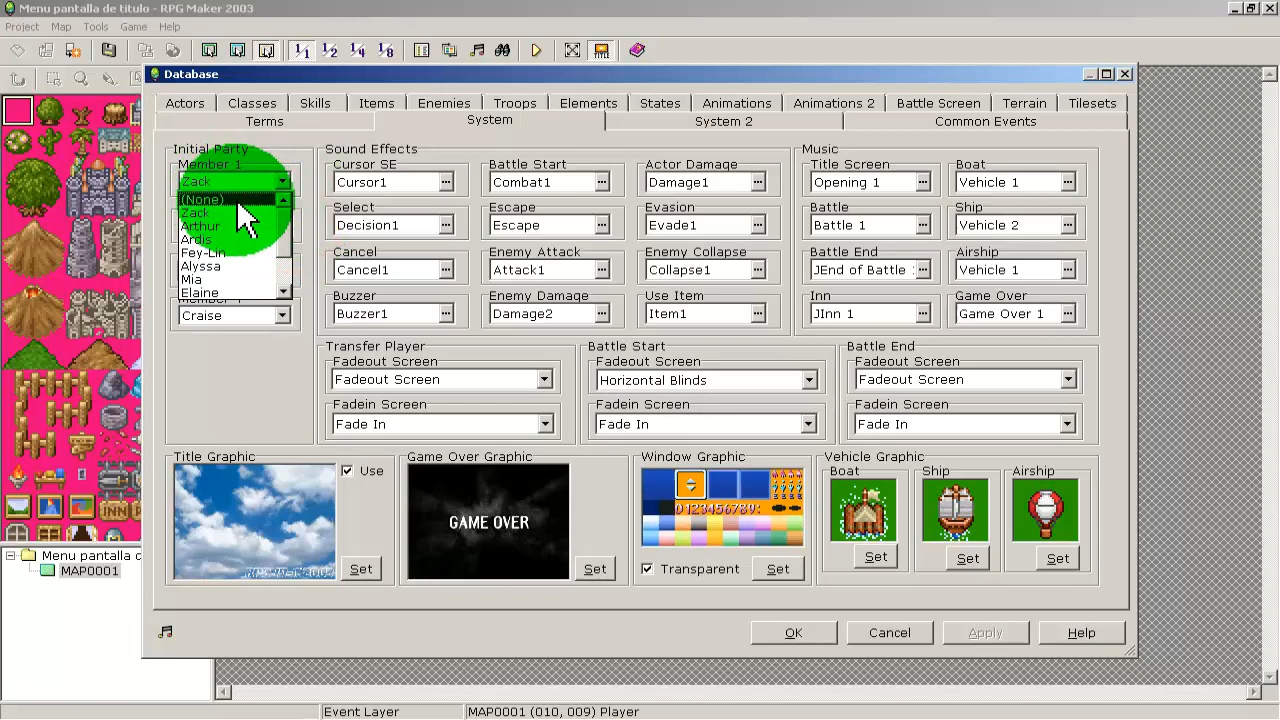 Menu pantalla de titulo - RPG Maker 2003
Project Map Tools Game Help
1/1 1/2 1/4 1/8
Database
Actors Classes Skills Items Enemies Troops Elements States Animations Animations 2 Battle Screen Terrain Tilesets
Terms System System 2 Common Events
Initial Party Sound Effects Music
Member 1 Cursor SE Battle Start Actor Damage Title Screen Boat
Zack Cursor1 Combat1 Damage1 Opening 1 Vehicle 1
(None)
Zack Select Escape Evasion Battle Ship
Arthur Decision1 Escape Evade1 Battle 1 Vehicle 2
Ardis
Fey-Lin Cancel Enemy Attack Enemy Collapse Battle End Airship
Alyssa Cancel1 Attack1 Collapse1 JEnd of Battle Vehicle 1
Mia
Elaine Buzzer Enemy Damage Use Item Inn Game Over
Craise Buzzer1 Damage2 Item1 JInn 1 Game Over 1
Transfer Player Battle Start Battle End
Fadeout Screen Fadeout Screen Fadeout Screen
Fadeout Screen Horizontal Blinds Fadeout Screen
Fadein Screen Fadein Screen Fadein Screen
Fade In Fade In Fade In
Title Graphic Game Over Graphic Window Graphic Vehicle Graphic
Use Boat Ship Airship
0123456789:
GAME OVER
INN
Set Set Transparent Set Set Set Set
Menu pantalla c
MAP0001
OK Cancel Apply Help
Event Layer MAP0001 (010, 009) Player